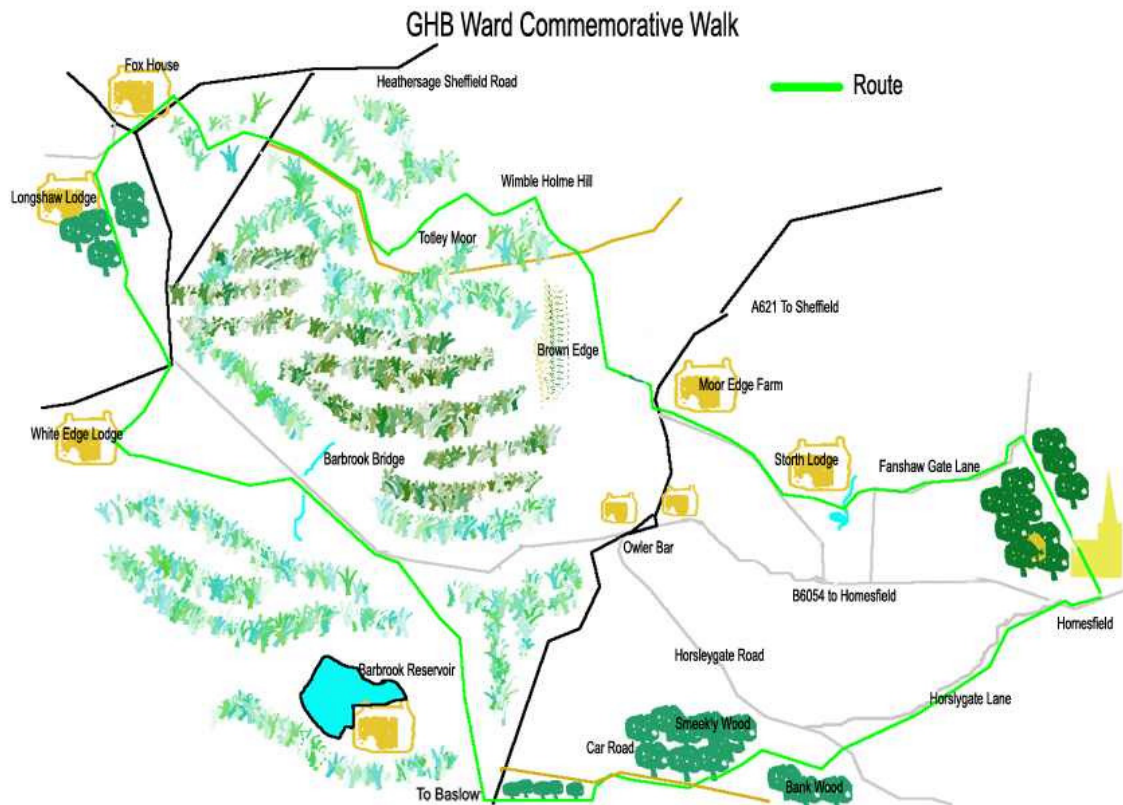 GHB Ward Commemorative Walk
Fox House
Heathersage Sheffield Road
Route
Longshaw Lodge
Wimble Holme Hill
Totley Moor
A621 To Sheffield
Brown Edge
Moor Edge Farm
White Edge Lodge
Barbrook Bridge
Storth Lodge
Fanshaw Gate Lane
Owler Bar
B6054 to Homesfield
Homesfield
Horsleygate Road
Barbrook Reservoir
Horslygate Lane
Smeekly Wood
Car Road
Bank Wood
To Baslow